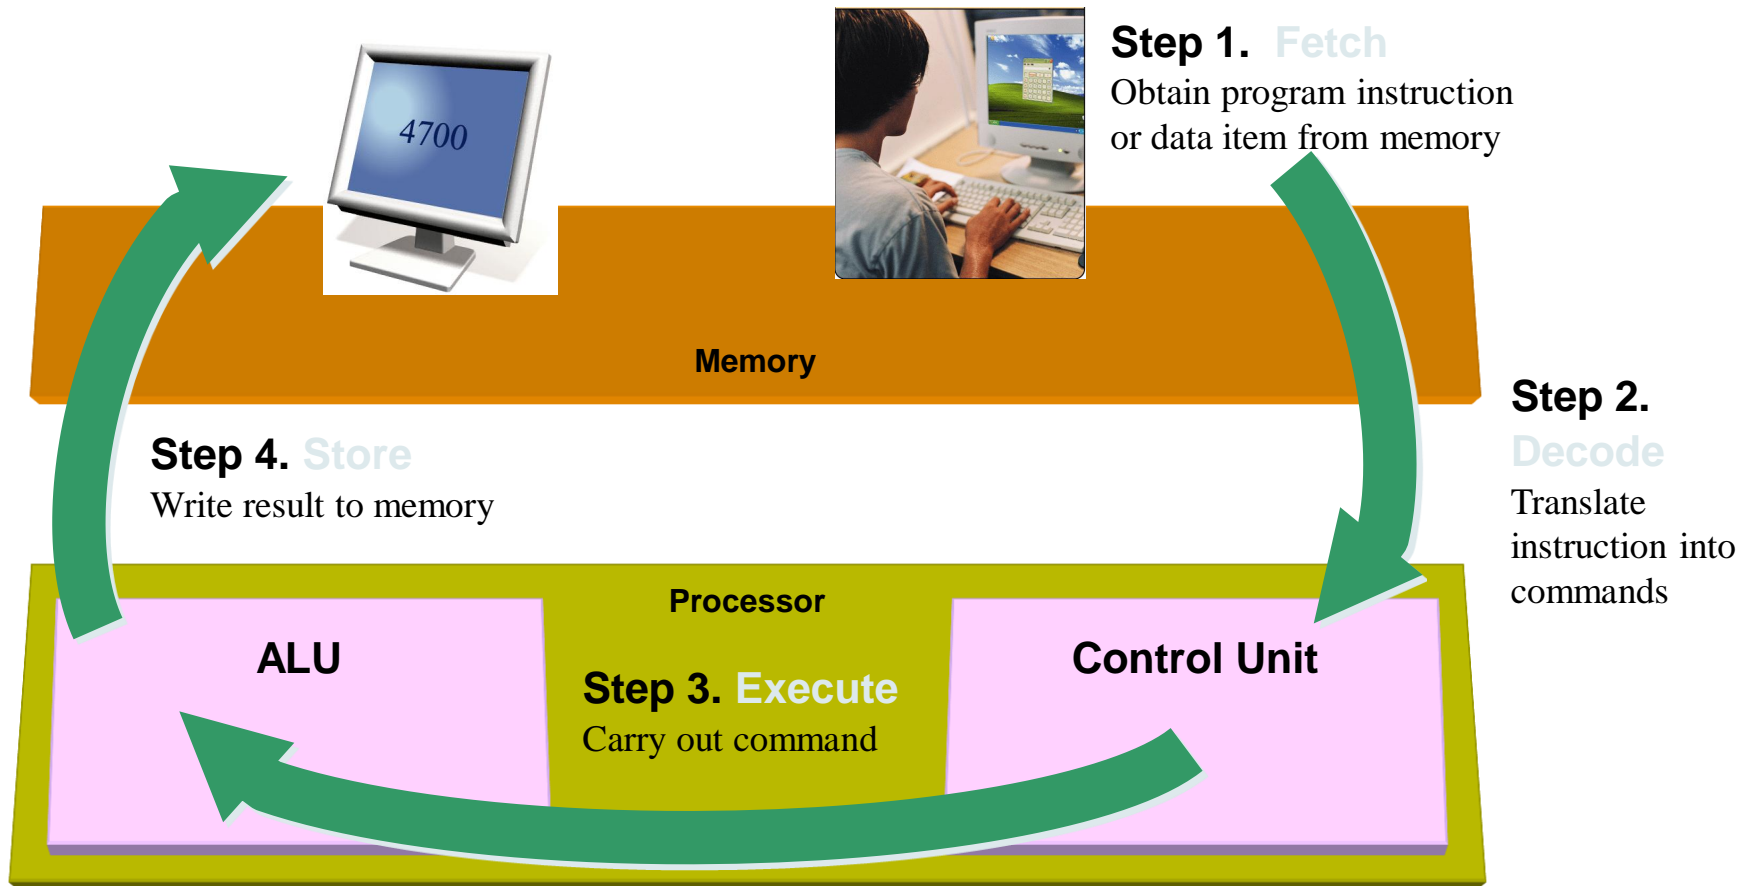 Step 1. Fetch
Obtain program instruction
or data item from memory
4700
Memory
Step 2.
Decode
Translate
instruction into
commands
Step 4. Store
Write result to memory
Processor
ALU
Control Unit
Step 3. Execute
Carry out command